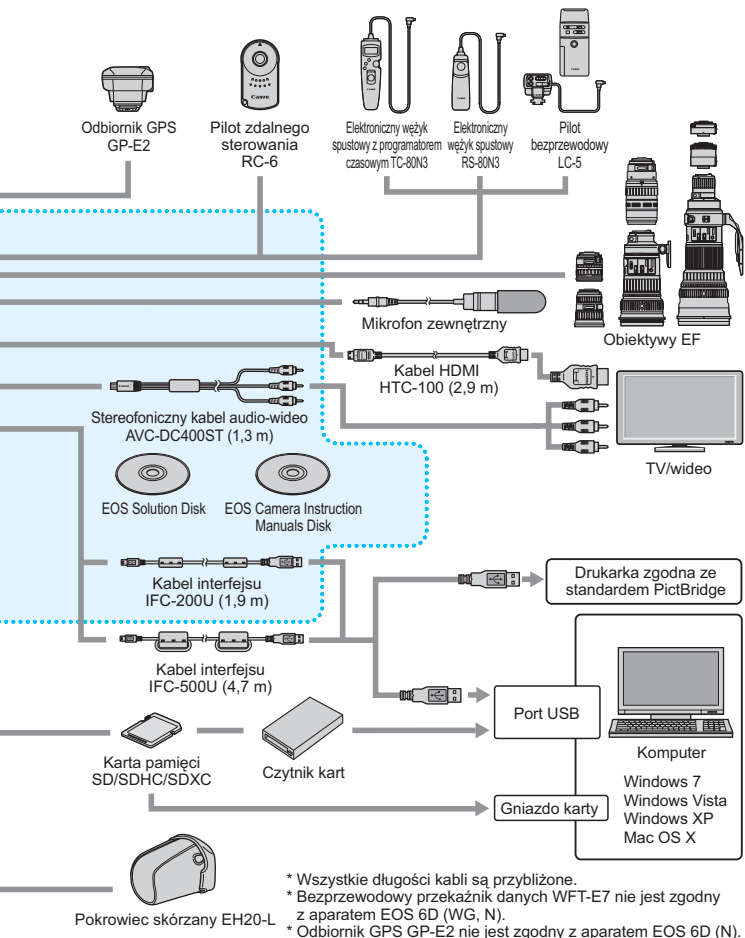 Odbiornik GPS
GP-E2
Pilot zdalnego
sterowania
RC-6
Elektroniczny wężyk
spustowy z programatorem
czasowym TC-80N3
Elektroniczny
wężyk spustowy
RS-80N3
Pilot
bezprzewodowy
LC-5
Canon
Mikrofon zewnętrzny
Obiektywy EF
Kabel HDMI
HTC-100 (2,9 m)
Stereofoniczny kabel audio-wideo
AVC-DC400ST (1,3 m)
TV/wideo
EOS Solution Disk
EOS Camera Instruction
Manuals Disk
Kabel interfejsu
IFC-200U (1,9 m)
Drukarka zgodna ze
standardem PictBridge
Kabel interfejsu
IFC-500U (4,7 m)
Port USB
Komputer
Karta pamięci
SD/SDHC/SDXC
Czytnik kart
Gniazdo karty
Windows 7
Windows Vista
Windows XP
Mac OS X
Pokrowiec skórzany EH20-L
* Wszystkie długości kabli są przybliżone.
* Bezprzewodowy przekaźnik danych WFT-E7 nie jest zgodny
z aparatem EOS 6D (WG, N).
* Odbiornik GPS GP-E2 nie jest zgodny z aparatem EOS 6D (N).